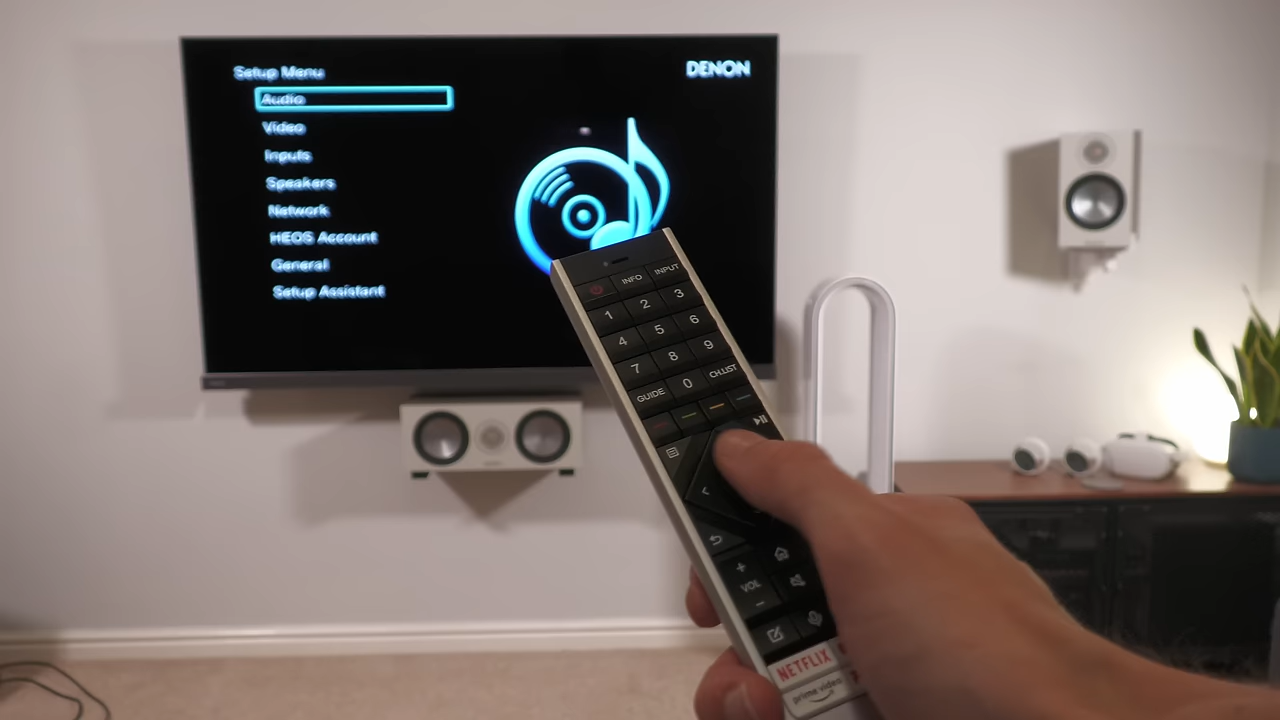 Setup Menu
DENON
Audio
Video
Inputs
Speakers
Network
HEOS Account
General
Setup Assistant
INFO
INPUT
1
2
3
4
5
6
7
8
9
GUIDE
0
CH.LIST
+
VOL
−
NETFLIX
prime video